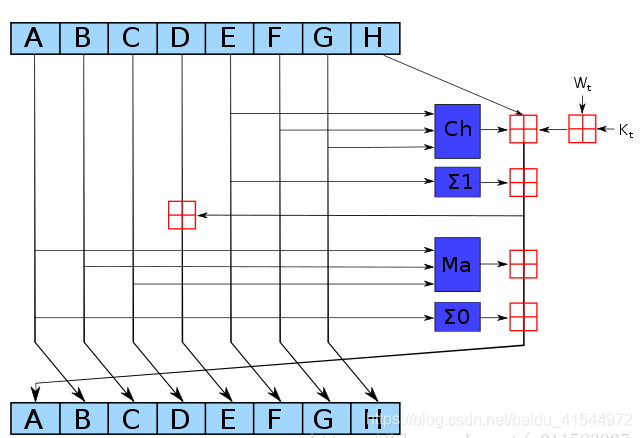 A B C D E F G H
W_t
Ch
K_t
Σ1
Ma
Σ0
A B C D E F G H
https://blog.csdn.net/baidu_41544972